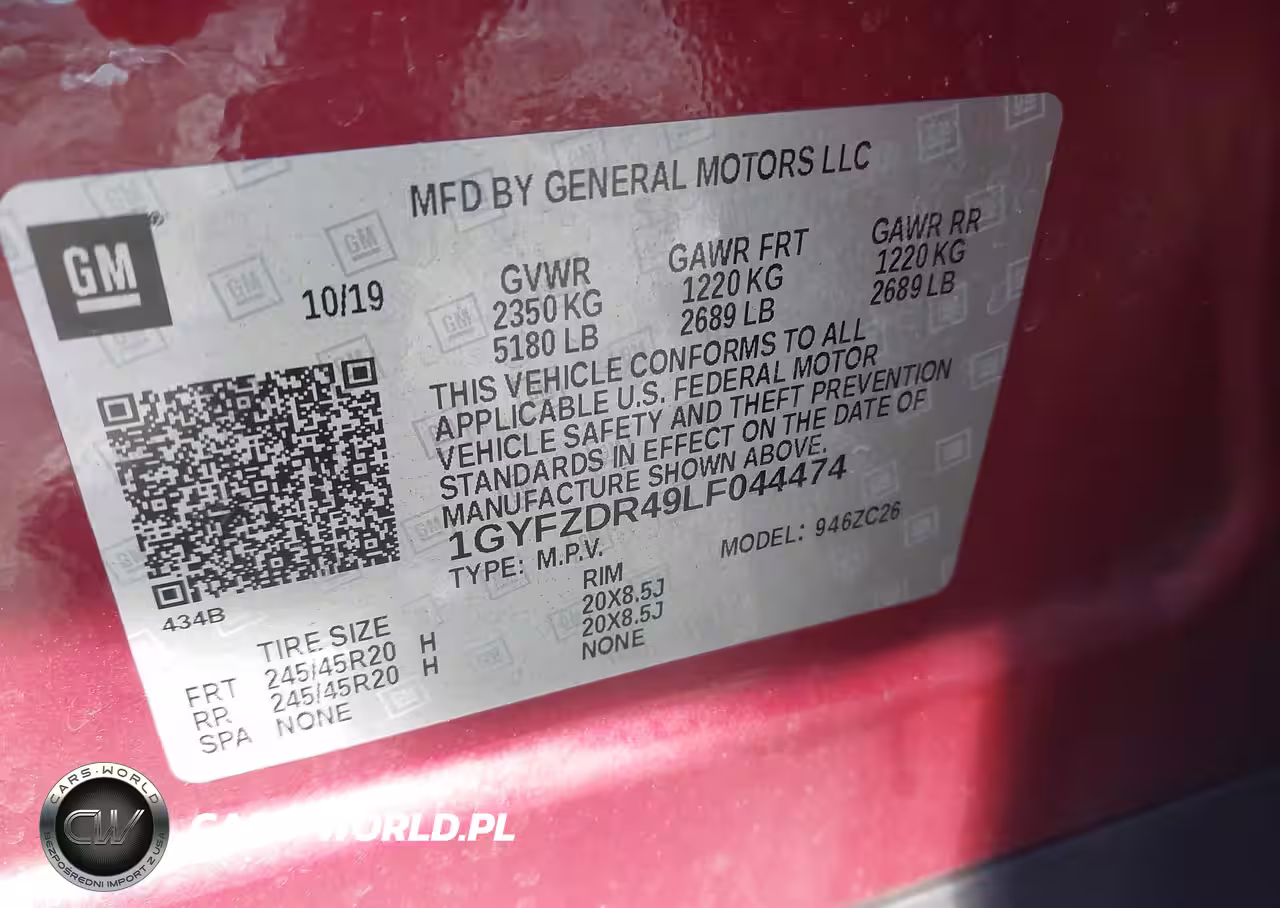 MFD BY GENERAL MOTORS LLC
GM
10/19
GVWR
2350 KG
5180 LB
GAWR FRT
1220 KG
2689 LB
GAWR RR
1220 KG
2689 LB
THIS VEHICLE CONFORMS TO ALL
APPLICABLE U.S. FEDERAL MOTOR
VEHICLE SAFETY AND THEFT PREVENTION
STANDARDS IN EFFECT ON THE DATE OF
MANUFACTURE SHOWN ABOVE.
1GYFZDR49LF044474
TYPE: M.P.V. MODEL: 946ZC26
434B
TIRE SIZE RIM
FRT 245/45R20 H 20X8.5J
RR 245/45R20 H 20X8.5J
SPA NONE NONE
CARS-WORLD
CW
BEZPOŚREDNI IMPORT Z USA
CARS-WORLD.PL